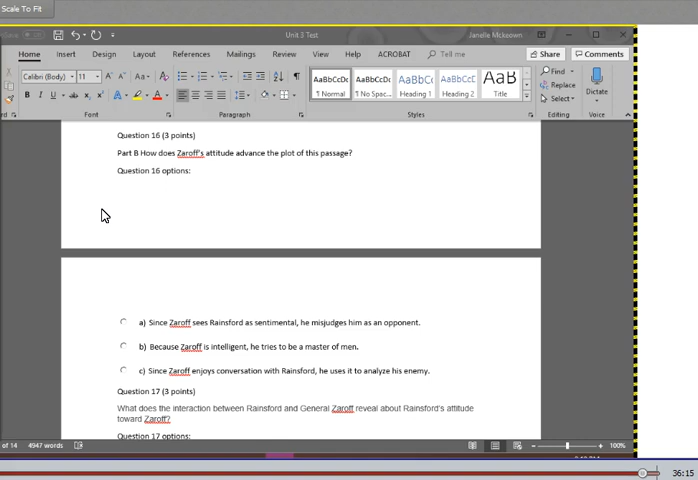 Scale To Fit
Unit 3 Test
Janelle Mckeown
Home Insert Design Layout References Mailings Review View Help ACROBAT Tell me Share Comments
Calibri (Body) 11 A A Aa AaBbCcDc AaBbCcDc AaBbCc AaBbCcC AaB Find
¶ Normal ¶ No Spac... Heading 1 Heading 2 Title Replace
B I U ab x₂ x² A A Select Dictate
Font Paragraph Styles Editing Voice
Question 16 (3 points)
Part B How does Zaroff's attitude advance the plot of this passage?
Question 16 options:
a) Since Zaroff sees Rainsford as sentimental, he misjudges him as an opponent.
b) Because Zaroff is intelligent, he tries to be a master of men.
c) Since Zaroff enjoys conversation with Rainsford, he uses it to analyze his enemy.
Question 17 (3 points)
What does the interaction between Rainsford and General Zaroff reveal about Rainsford's attitude
toward Zaroff?
Question 17 options:
of 14 4947 words 100%
36:15